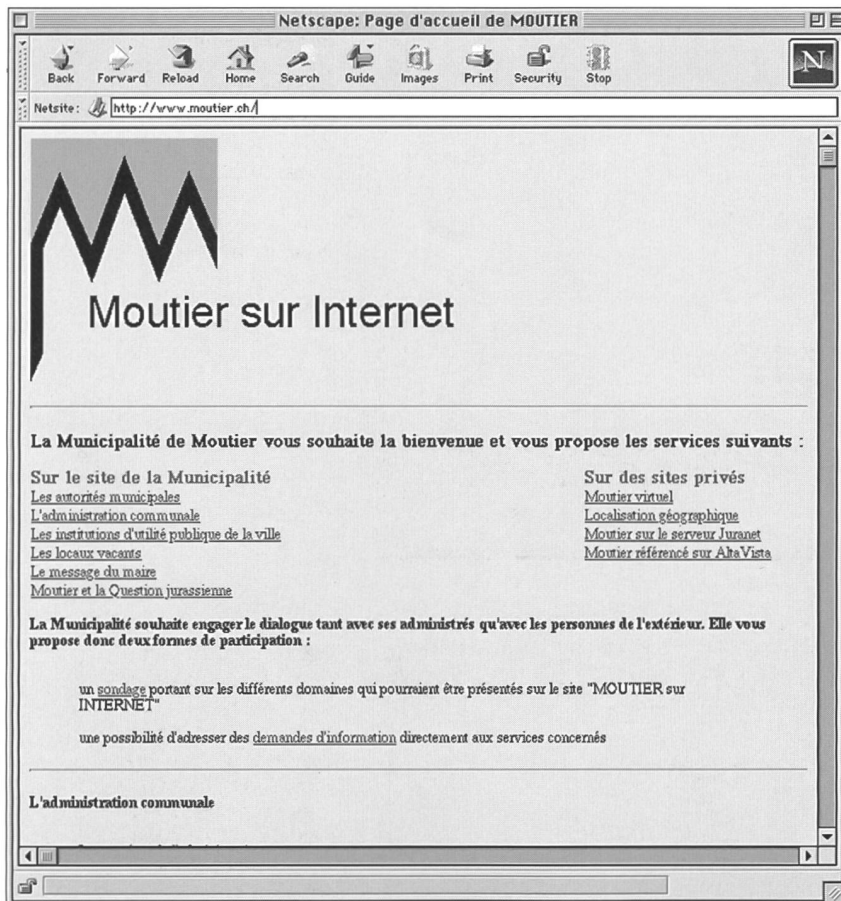 Netscape: Page d'accueil de MOUTIER
Back Forward Reload Home Search Guide Images Print Security Stop
N
Netsite: http://www.moutier.ch/
Moutier sur Internet
La Municipalité de Moutier vous souhaite la bienvenue et vous propose les services suivants :
Sur le site de la Municipalité
Les autorités municipales
L'administration communale
Les institutions d'utilité publique de la ville
Les locaux vacants
Le message du maire
Moutier et la Question jurassienne
Sur des sites privés
Moutier virtuel
Localisation géographique
Moutier sur le serveur Juranet
Moutier référencé sur AltaVista
La Municipalité souhaite engager le dialogue tant avec ses administrés qu'avec les personnes de l'extérieur. Elle vous
propose donc deux formes de participation :
un sondage portant sur les différents domaines qui pourraient être présentés sur le site "MOUTIER sur
INTERNET"
une possibilité d'adresser des demandes d'information directement aux services concernés
L'administration communale